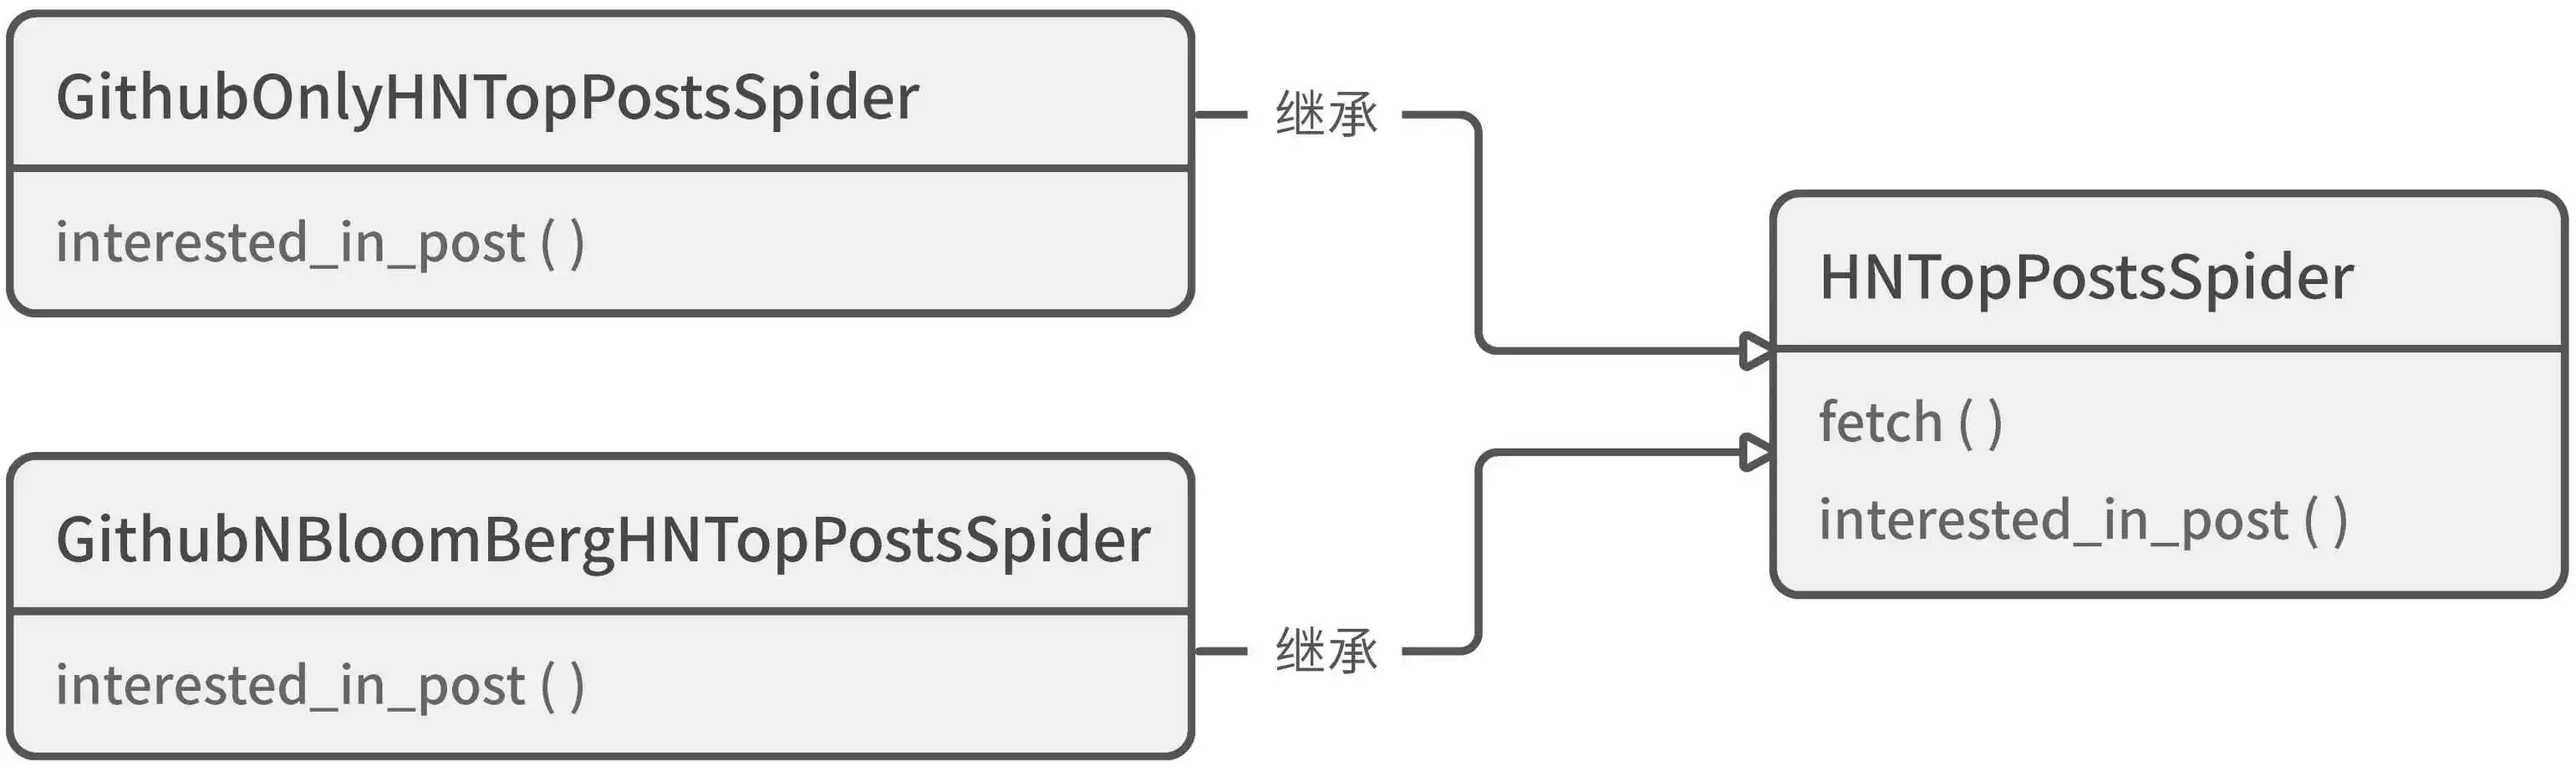 GithubOnlyHNTopPostsSpider
interested_in_post ( )
继承
HNTopPostsSpider
fetch ( )
interested_in_post ( )
GithubNBloomBergHNTopPostsSpider
interested_in_post ( )
继承